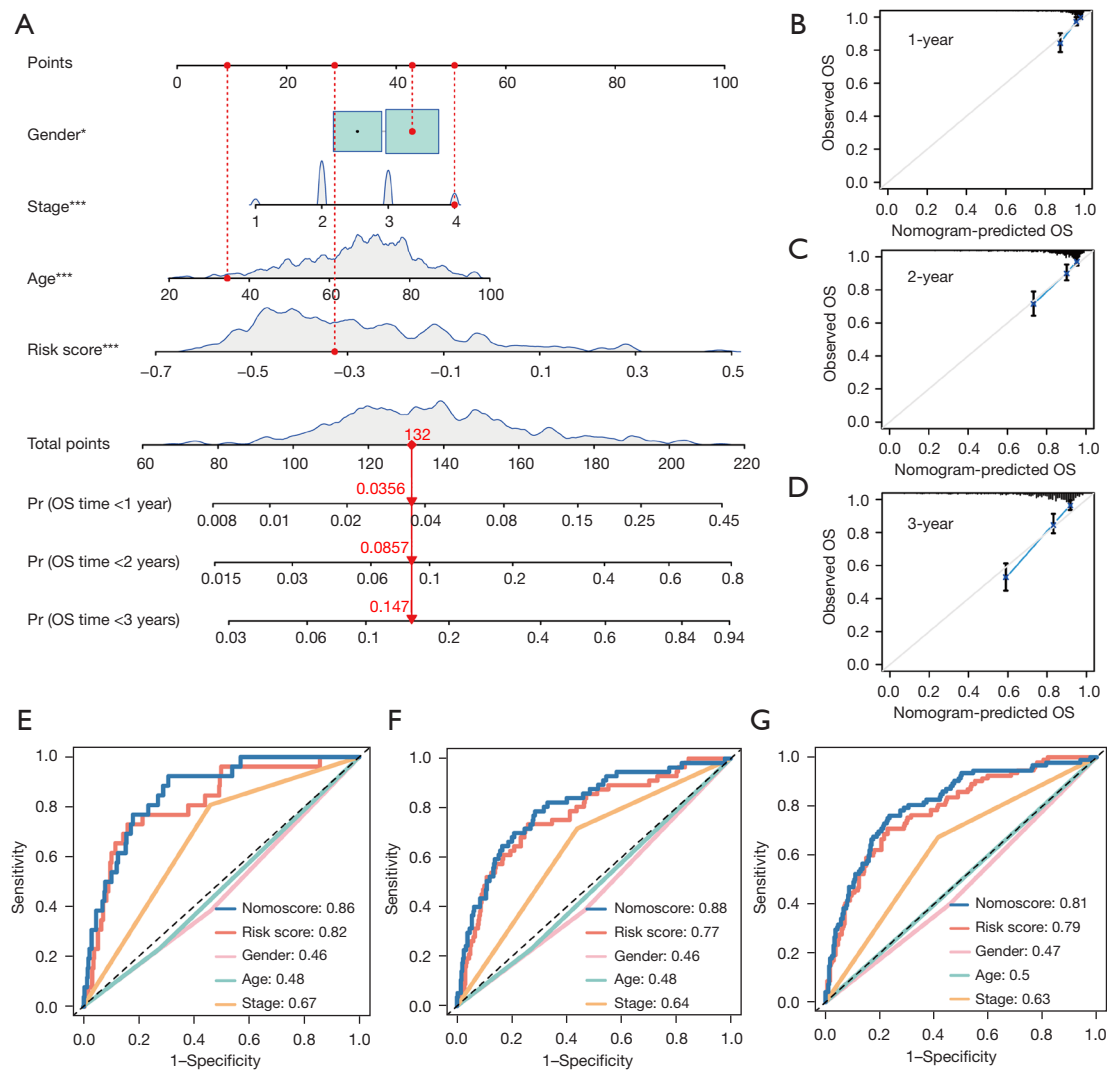 A
Points
0 20 40 60 80 100
Gender*
Stage***
1 2 3 4
Age***
20 40 60 80 100
Risk score***
−0.7 −0.5 −0.3 −0.1 0.1 0.3 0.5
Total points
132
60 80 100 120 140 160 180 200 220
0.0356
Pr (OS time <1 year)
0.008 0.01 0.02 0.04 0.08 0.15 0.25 0.45
0.0857
Pr (OS time <2 years)
0.015 0.03 0.06 0.1 0.2 0.4 0.6 0.8
0.147
Pr (OS time <3 years)
0.03 0.06 0.1 0.2 0.4 0.6 0.84 0.94
B
1-year
Observed OS
1.0
0.8
0.6
0.4
0.2
0.0
0.0 0.2 0.4 0.6 0.8 1.0
Nomogram-predicted OS
C
2-year
Observed OS
1.0
0.8
0.6
0.4
0.2
0.0
0.0 0.2 0.4 0.6 0.8 1.0
Nomogram-predicted OS
D
3-year
Observed OS
1.0
0.8
0.6
0.4
0.2
0.0
0.0 0.2 0.4 0.6 0.8 1.0
Nomogram-predicted OS
E
Sensitivity
1.0
0.8
0.6
0.4
0.2
0.0
Nomoscore: 0.86
Risk score: 0.82
Gender: 0.46
Age: 0.48
Stage: 0.67
0.0 0.2 0.4 0.6 0.8 1.0
1−Specificity
F
Sensitivity
1.0
0.8
0.6
0.4
0.2
0.0
Nomoscore: 0.88
Risk score: 0.77
Gender: 0.46
Age: 0.48
Stage: 0.64
0.0 0.2 0.4 0.6 0.8 1.0
1−Specificity
G
Sensitivity
1.0
0.8
0.6
0.4
0.2
0.0
Nomoscore: 0.81
Risk score: 0.79
Gender: 0.47
Age: 0.5
Stage: 0.63
0.0 0.2 0.4 0.6 0.8 1.0
1−Specificity